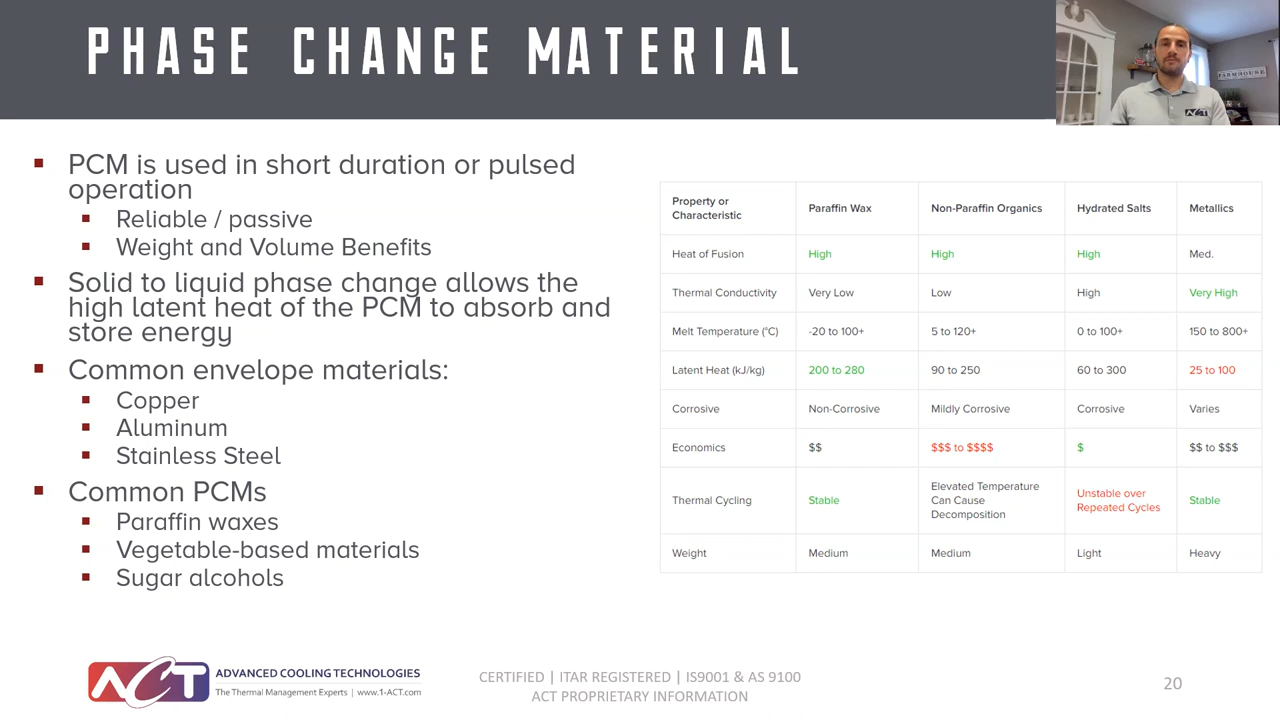 PHASE CHANGE MATERIAL
FARMHOUSE
ACT
PCM is used in short duration or pulsed
operation
Reliable / passive
Weight and Volume Benefits
Solid to liquid phase change allows the
high latent heat of the PCM to absorb and
store energy
Common envelope materials:
Copper
Aluminum
Stainless Steel
Common PCMs
Paraffin waxes
Vegetable-based materials
Sugar alcohols
Property or
Characteristic
Paraffin Wax
Non-Paraffin Organics
Hydrated Salts
Metallics
Heat of Fusion
High
High
High
Med.
Thermal Conductivity
Very Low
Low
High
Very High
Melt Temperature (°C)
-20 to 100+
5 to 120+
0 to 100+
150 to 800+
Latent Heat (kJ/kg)
200 to 280
90 to 250
60 to 300
25 to 100
Corrosive
Non-Corrosive
Mildly Corrosive
Corrosive
Varies
Economics
$$
$$$ to $$$$
$
$$ to $$$
Thermal Cycling
Stable
Elevated Temperature
Can Cause
Decomposition
Unstable over
Repeated Cycles
Stable
Weight
Medium
Medium
Light
Heavy
ACT
ADVANCED COOLING TECHNOLOGIES
The Thermal Management Experts | www.1-ACT.com
CERTIFIED | ITAR REGISTERED | IS9001 & AS 9100
ACT PROPRIETARY INFORMATION
20